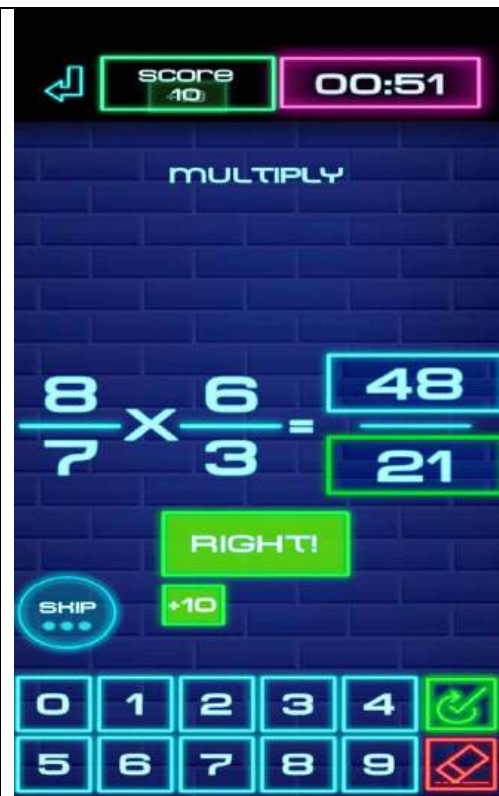 SCORE
10
00:51
MULTIPLY
8/7 X 6/3 = 48/21
RIGHT!
+10
SKIP
0 1 2 3 4
5 6 7 8 9